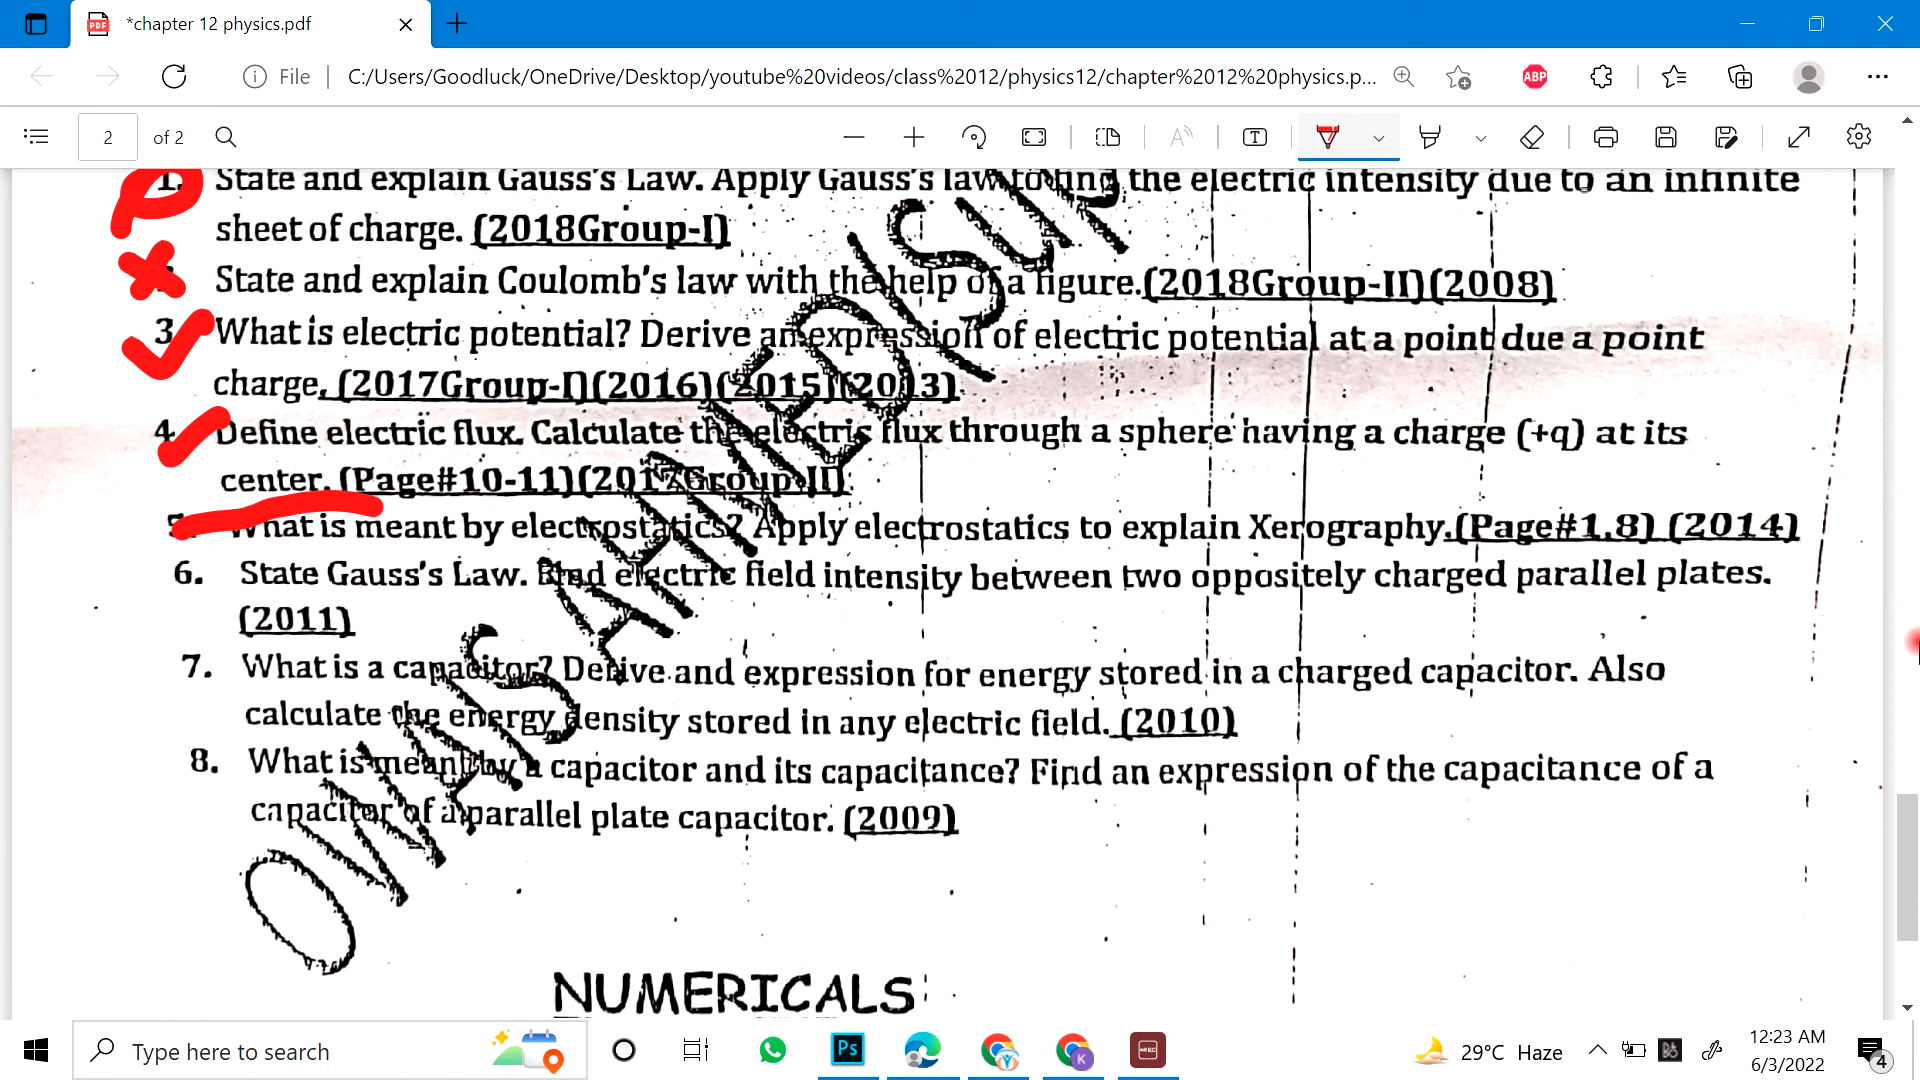 *chapter 12 physics.pdf
File
C:/Users/Goodluck/OneDrive/Desktop/youtube%20videos/class%2012/physics12/chapter%2012%20physics.p...
ABP
2 of 2
1. State and explain Gauss's Law. Apply Gauss's law to find the electric intensity due to an infinite
sheet of charge. (2018Group-I)
State and explain Coulomb's law with the help of a figure.(2018Group-II)(2008)
3 What is electric potential? Derive an expression of electric potential at a point due a point
charge. (2017Group-I)(2016)(2015)(2013)
4 Define electric flux. Calculate the electric flux through a sphere having a charge (+q) at its
center. (Page#10-11)(2017Group-II)
5. What is meant by electrostatics? Apply electrostatics to explain Xerography.(Page#1,8) (2014)
6. State Gauss's Law. Find electric field intensity between two oppositely charged parallel plates.
(2011)
7. What is a capacitor? Derive and expression for energy stored in a charged capacitor. Also
calculate the energy density stored in any electric field. (2010)
8. What is meant by a capacitor and its capacitance? Find an expression of the capacitance of a
capacitor of a parallel plate capacitor. (2009)
OWAIS AHMED
NUMERICALS
Type here to search
Ps
K
REC
29°C Haze
12:23 AM
6/3/2022
4